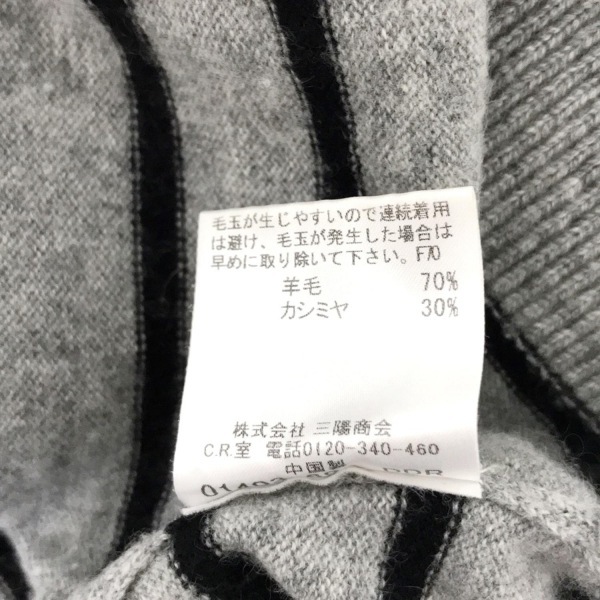 毛玉が生じやすいので連続着用
は避け、毛玉が発生した場合は
早めに取り除いて下さい。F70
羊毛 70%
カシミヤ 30%
株式会社 三陽商会
C.R.室 電話0120-340-460
中国製